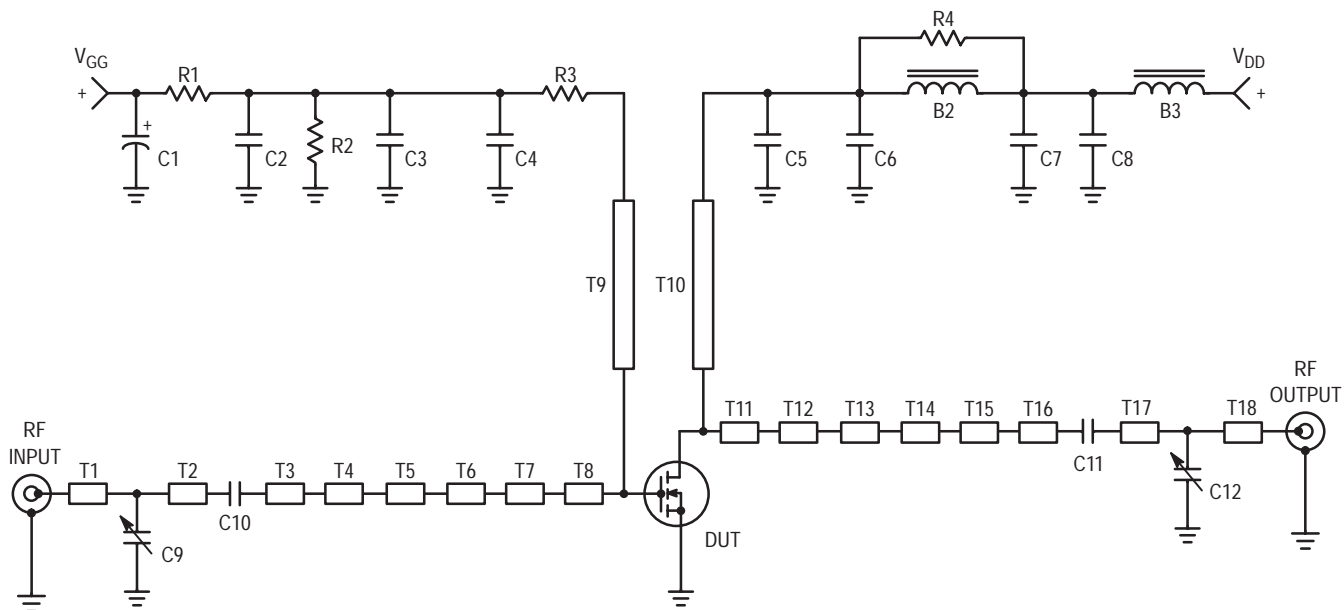 R4
VGG
+
R1
R3
B2
B3
VDD
+
+
C1
C2
R2
C3
C4
C5
C6
C7
C8
T9
T10
RF
INPUT
T1
T2
C10
T3
T4
T5
T6
T7
T8
C9
DUT
T11
T12
T13
T14
T15
T16
C11
T17
T18
C12
RF
OUTPUT